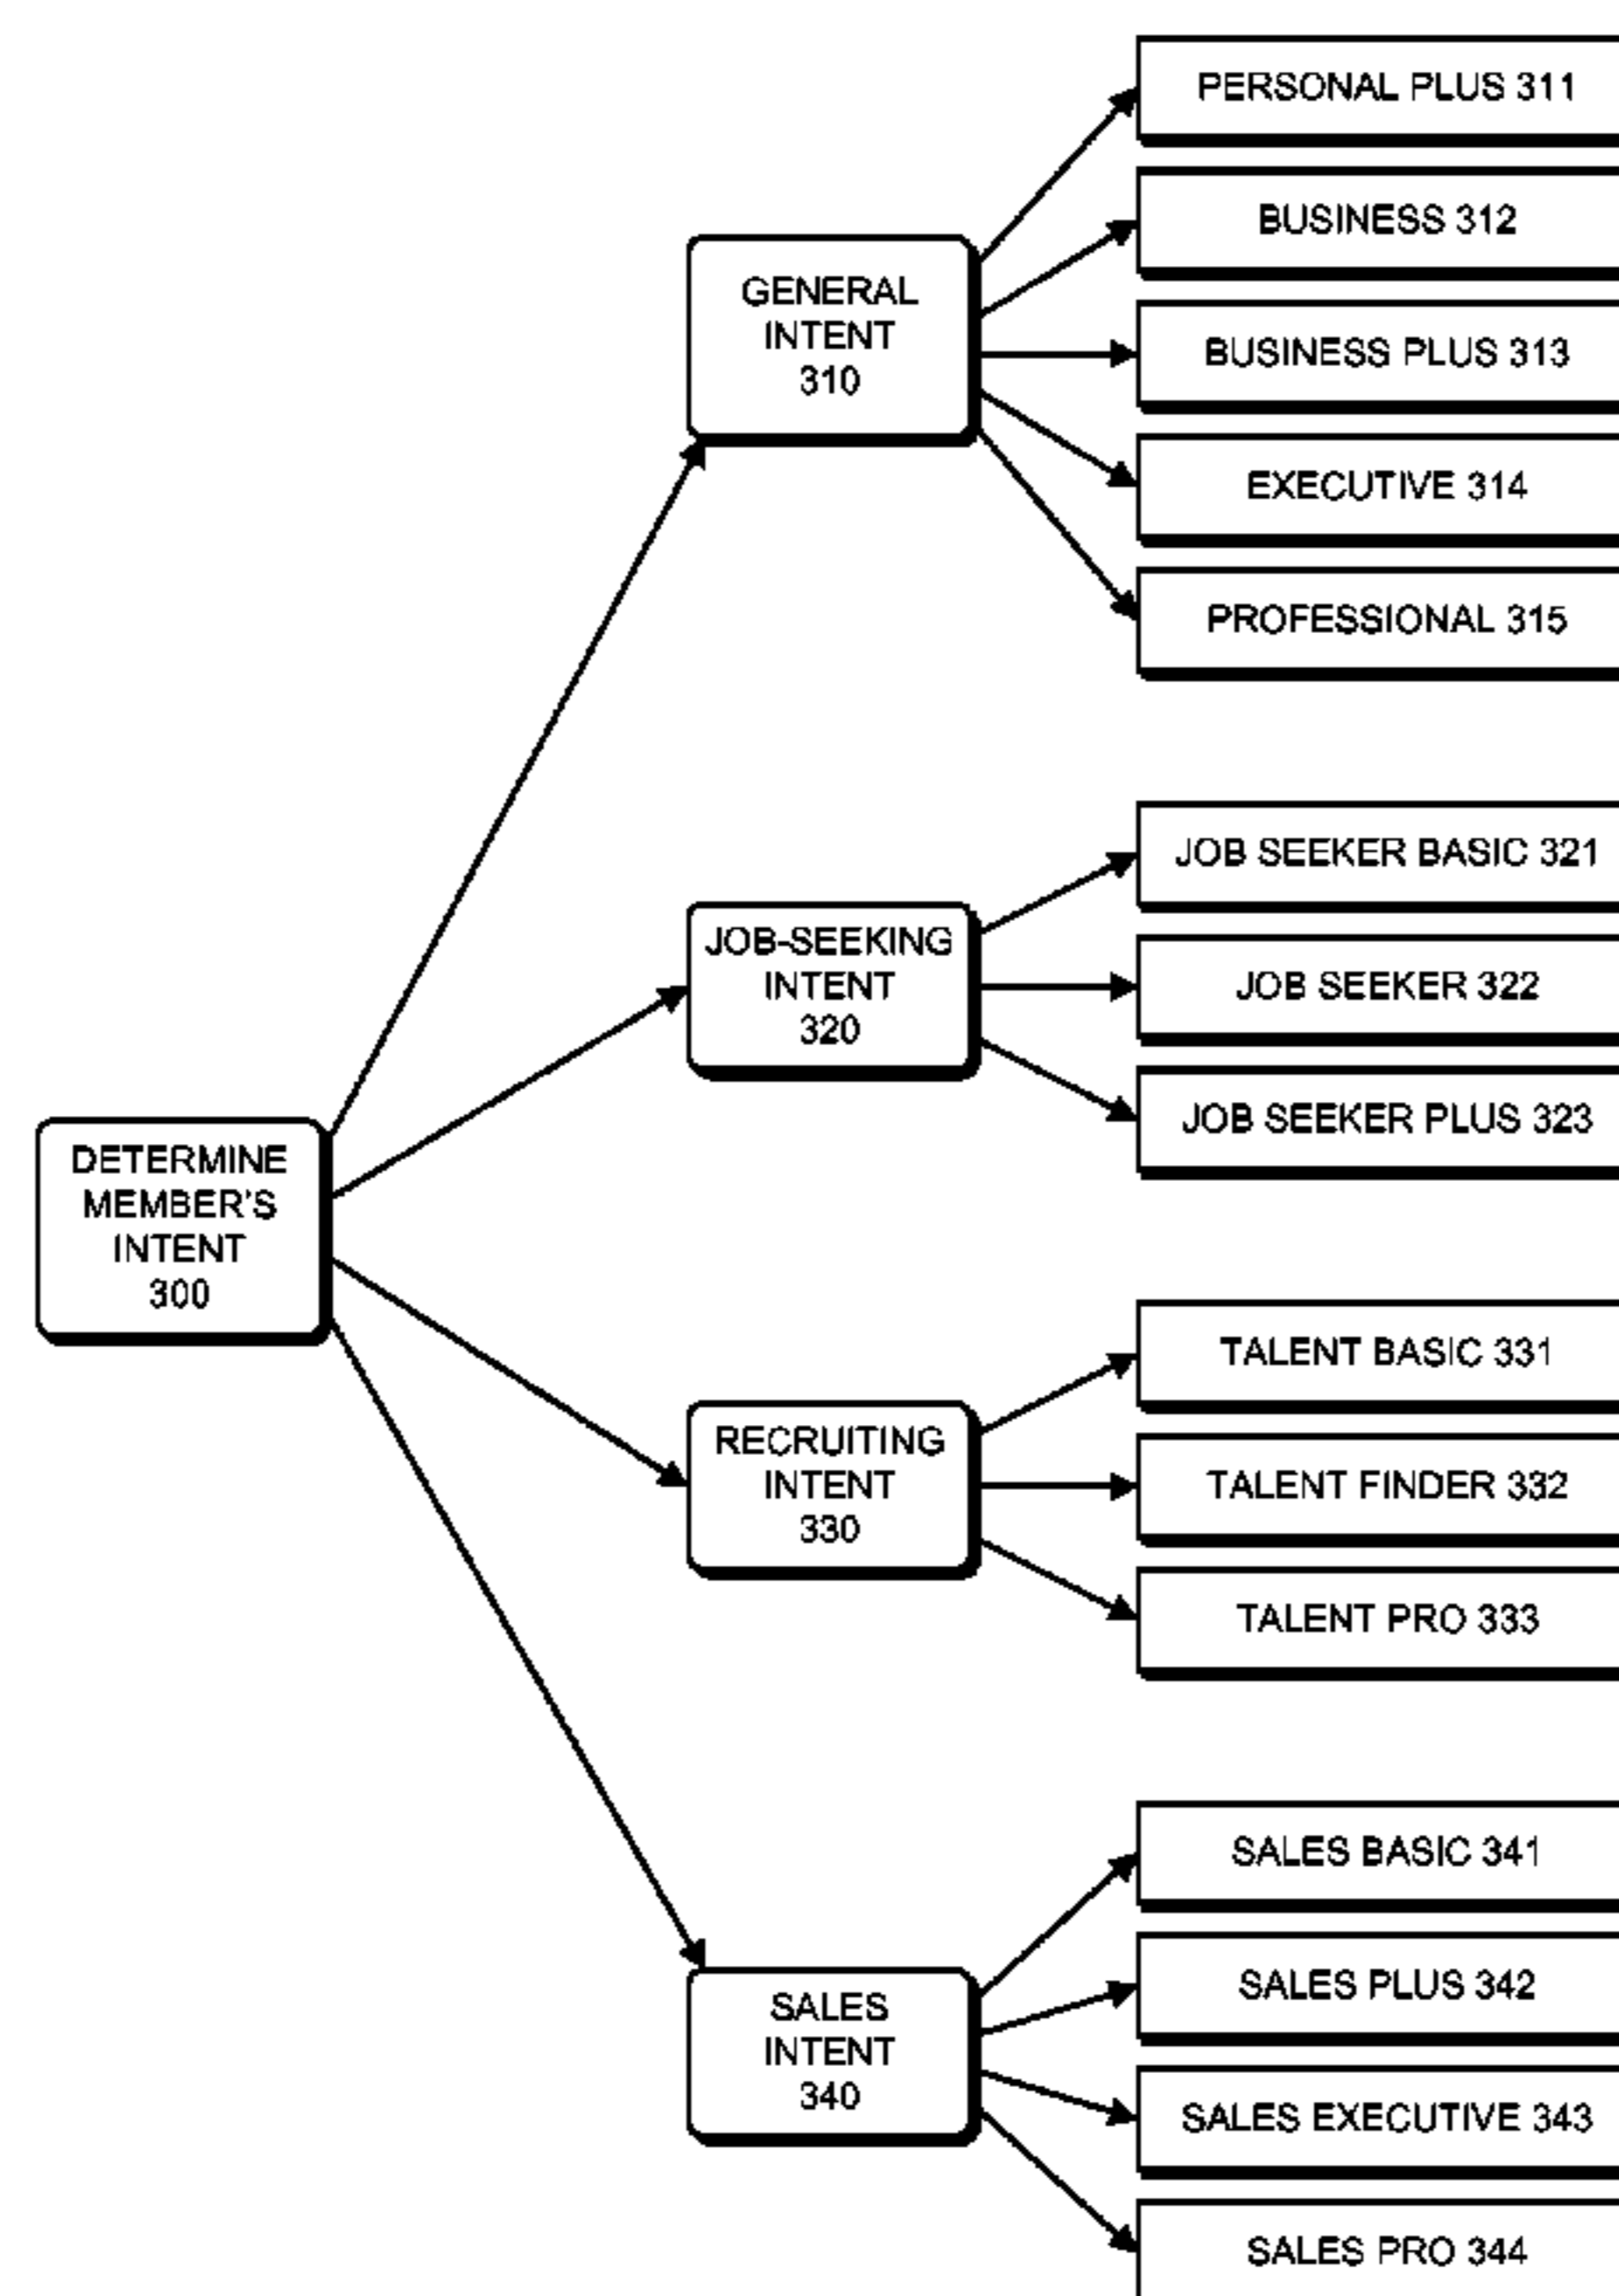 PERSONAL PLUS 311
BUSINESS 312
GENERAL
INTENT
310
BUSINESS PLUS 313
EXECUTIVE 314
PROFESSIONAL 315
JOB SEEKER BASIC 321
JOB-SEEKING
INTENT
320
JOB SEEKER 322
JOB SEEKER PLUS 323
DETERMINE
MEMBER'S
INTENT
300
TALENT BASIC 331
RECRUITING
INTENT
330
TALENT FINDER 332
TALENT PRO 333
SALES BASIC 341
SALES PLUS 342
SALES
INTENT
340
SALES EXECUTIVE 343
SALES PRO 344